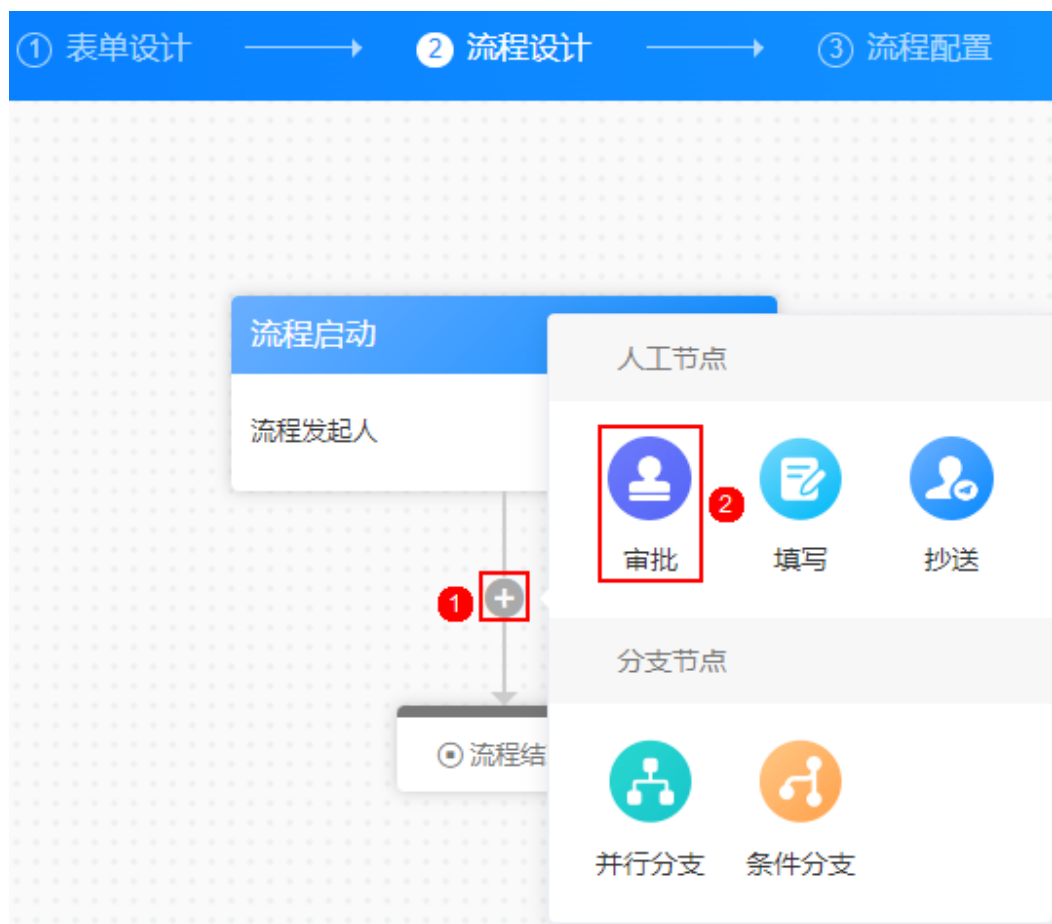 1 表单设计 2 流程设计 3 流程配置
流程启动
流程发起人
人工节点
2
审批 填写 抄送
1
分支节点
流程结
并行分支 条件分支